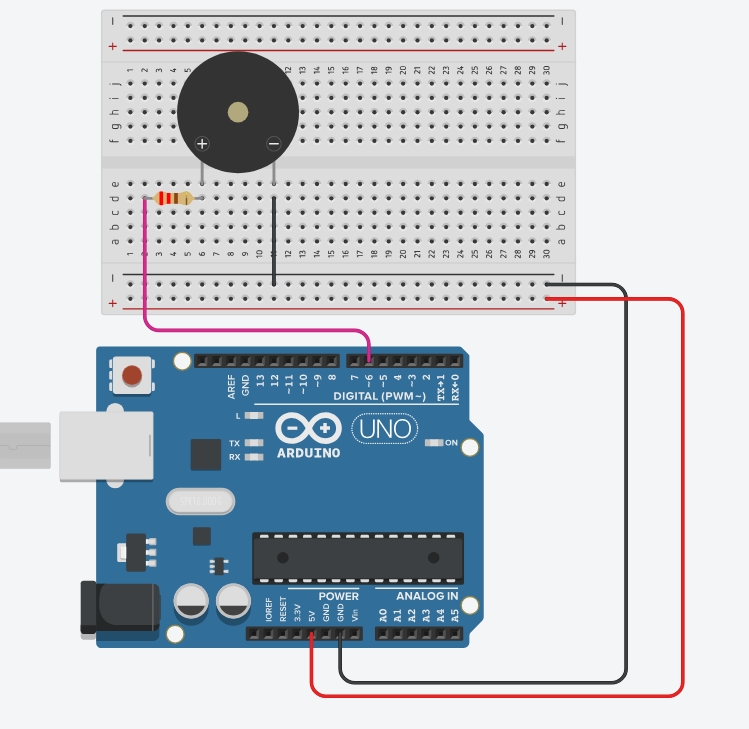 − −
+ +
1 2 3 4 5 12 13 14 15 16 17 18 19 20 21 22 23 24 25 26 27 28 29 30
j j
i i
h h
g g
f f
+ −
e e
d d
c c
b b
a a
1 2 3 4 5 6 7 8 9 10 11 12 13 14 15 16 17 18 19 20 21 22 23 24 25 26 27 28 29 30
− −
+ +
AREF GND 13 12 ~11 ~10 ~9 8 7 ~6 ~5 4 ~3 2 TX→1 RX←0
DIGITAL (PWM~)
L
TX
RX
UNO
ON
ARDUINO
POWER ANALOG IN
IOREF RESET 3.3V 5V GND GND Vin A0 A1 A2 A3 A4 A5